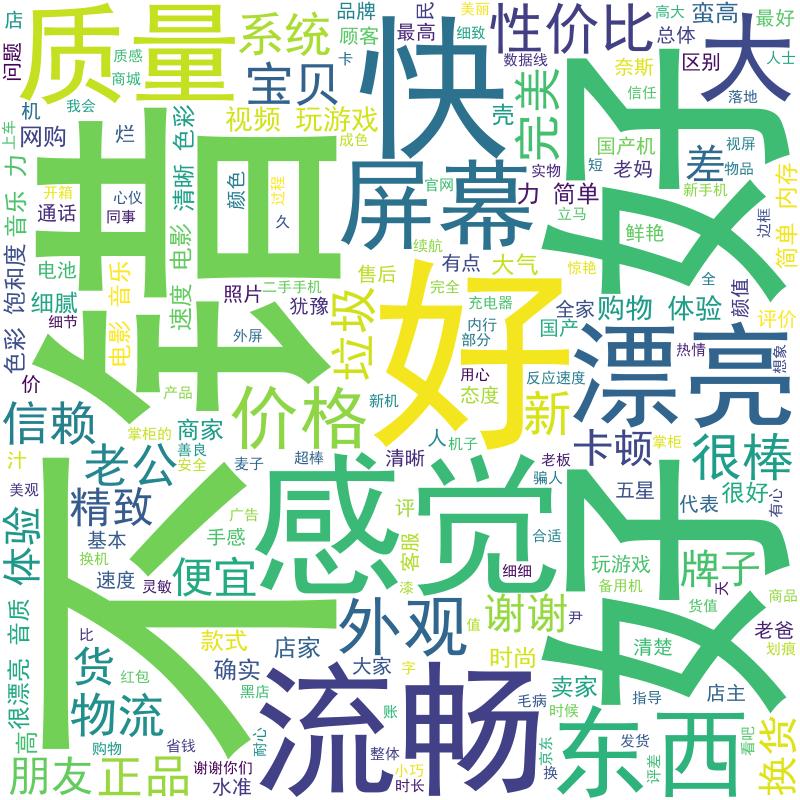 店
质量
系统
品牌
民
美丽
高大
蛮高
最好
问题
质感
商城
宝贝
顾客
最高
细致
性价比
总体
人士
大
卡
数据线
奈斯
区别
机
我会
快
完美
信任
落地
网购
烂
视频
玩游戏
壳
好
上车
不错
色彩
成色
国产机
视屏
力
开箱
清晰
屏幕
官网
实物
短
老妈
差
物品
音乐
心仪
颜色
过程
力
简单
新手机
内存
通话
同事
久
立马
边框
简单
饱和度
电影
续航
鲜艳
电池
音乐
二手手机
售后
有点
大气
惊艳
全
细腻
速度
照片
犹豫
完全
充电器
全家
购物
体验
颜值
评价
细节
电影
外屏
垃圾
好
内行
国产
热情
想象
色彩
部分
漂亮
价
产品
用心
反应速度
信赖
价格
新机
态度
新
掌柜的
商家
人
机子
卡顿
掌柜
很棒
汁
老公
善良
安全
麦子
超棒
清晰
老板
骗人
感觉
好
美观
精致
广告
评
五星
代表
很好
有心
体验
基本
手感
客服
合适
换机
速度
灵敏
便宜
漆
细细
玩游戏
牌子
备用机
天
商品
音质
外观
值
谢谢
尹
货值
老爸
比
款式
店家
大家
时尚
清楚
划痕
很漂亮
货
确实
字
卖家
指导
店主
红包
黑店
流畅
毛病
时候
高
物流
账
东西
换货
购物
省钱
耐心
整体
京东
发货
看吧
朋友
正品
谢谢你们
水准
小巧
时长
换
评差